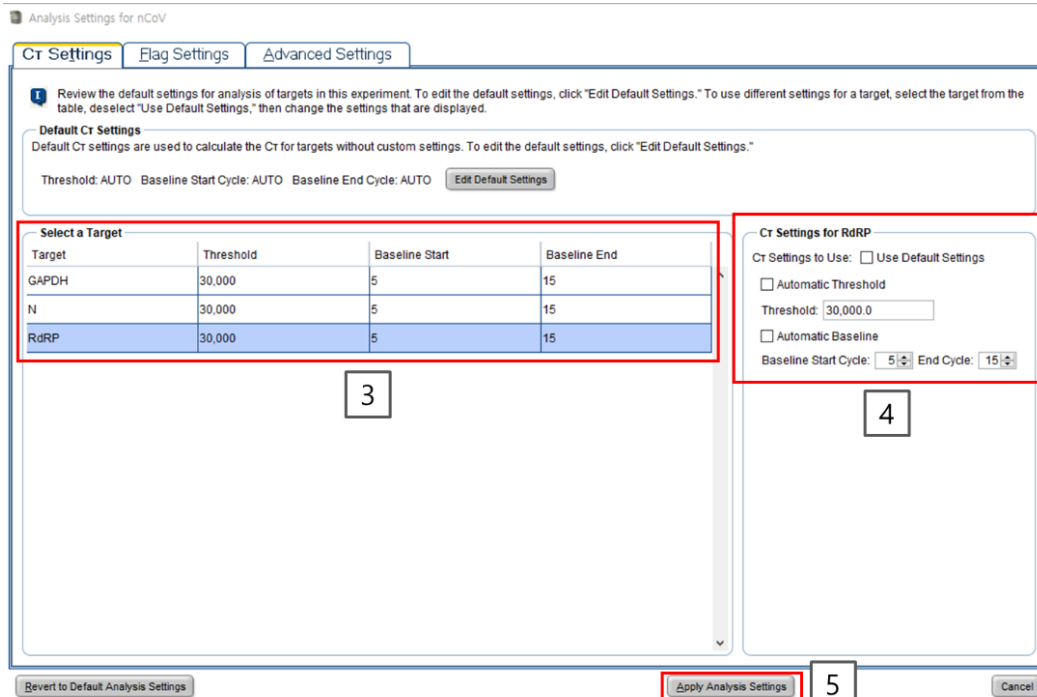 Analysis Settings for nCoV
CT Settings
Flag Settings
Advanced Settings
Review the default settings for analysis of targets in this experiment. To edit the default settings, click "Edit Default Settings." To use different settings for a target, select the target from the
table, deselect "Use Default Settings," then change the settings that are displayed.
Default CT Settings
Default CT settings are used to calculate the CT for targets without custom settings. To edit the default settings, click "Edit Default Settings."
Threshold: AUTO Baseline Start Cycle: AUTO Baseline End Cycle: AUTO Edit Default Settings
Select a Target
Target Threshold Baseline Start Baseline End
GAPDH 30,000 5 15
N 30,000 5 15
RdRP 30,000 5 15
3
CT Settings for RdRP
CT Settings to Use: Use Default Settings
Automatic Threshold
Threshold: 30,000.0
Automatic Baseline
Baseline Start Cycle: 5 End Cycle: 15
4
Revert to Default Analysis Settings
Apply Analysis Settings
5
Cancel